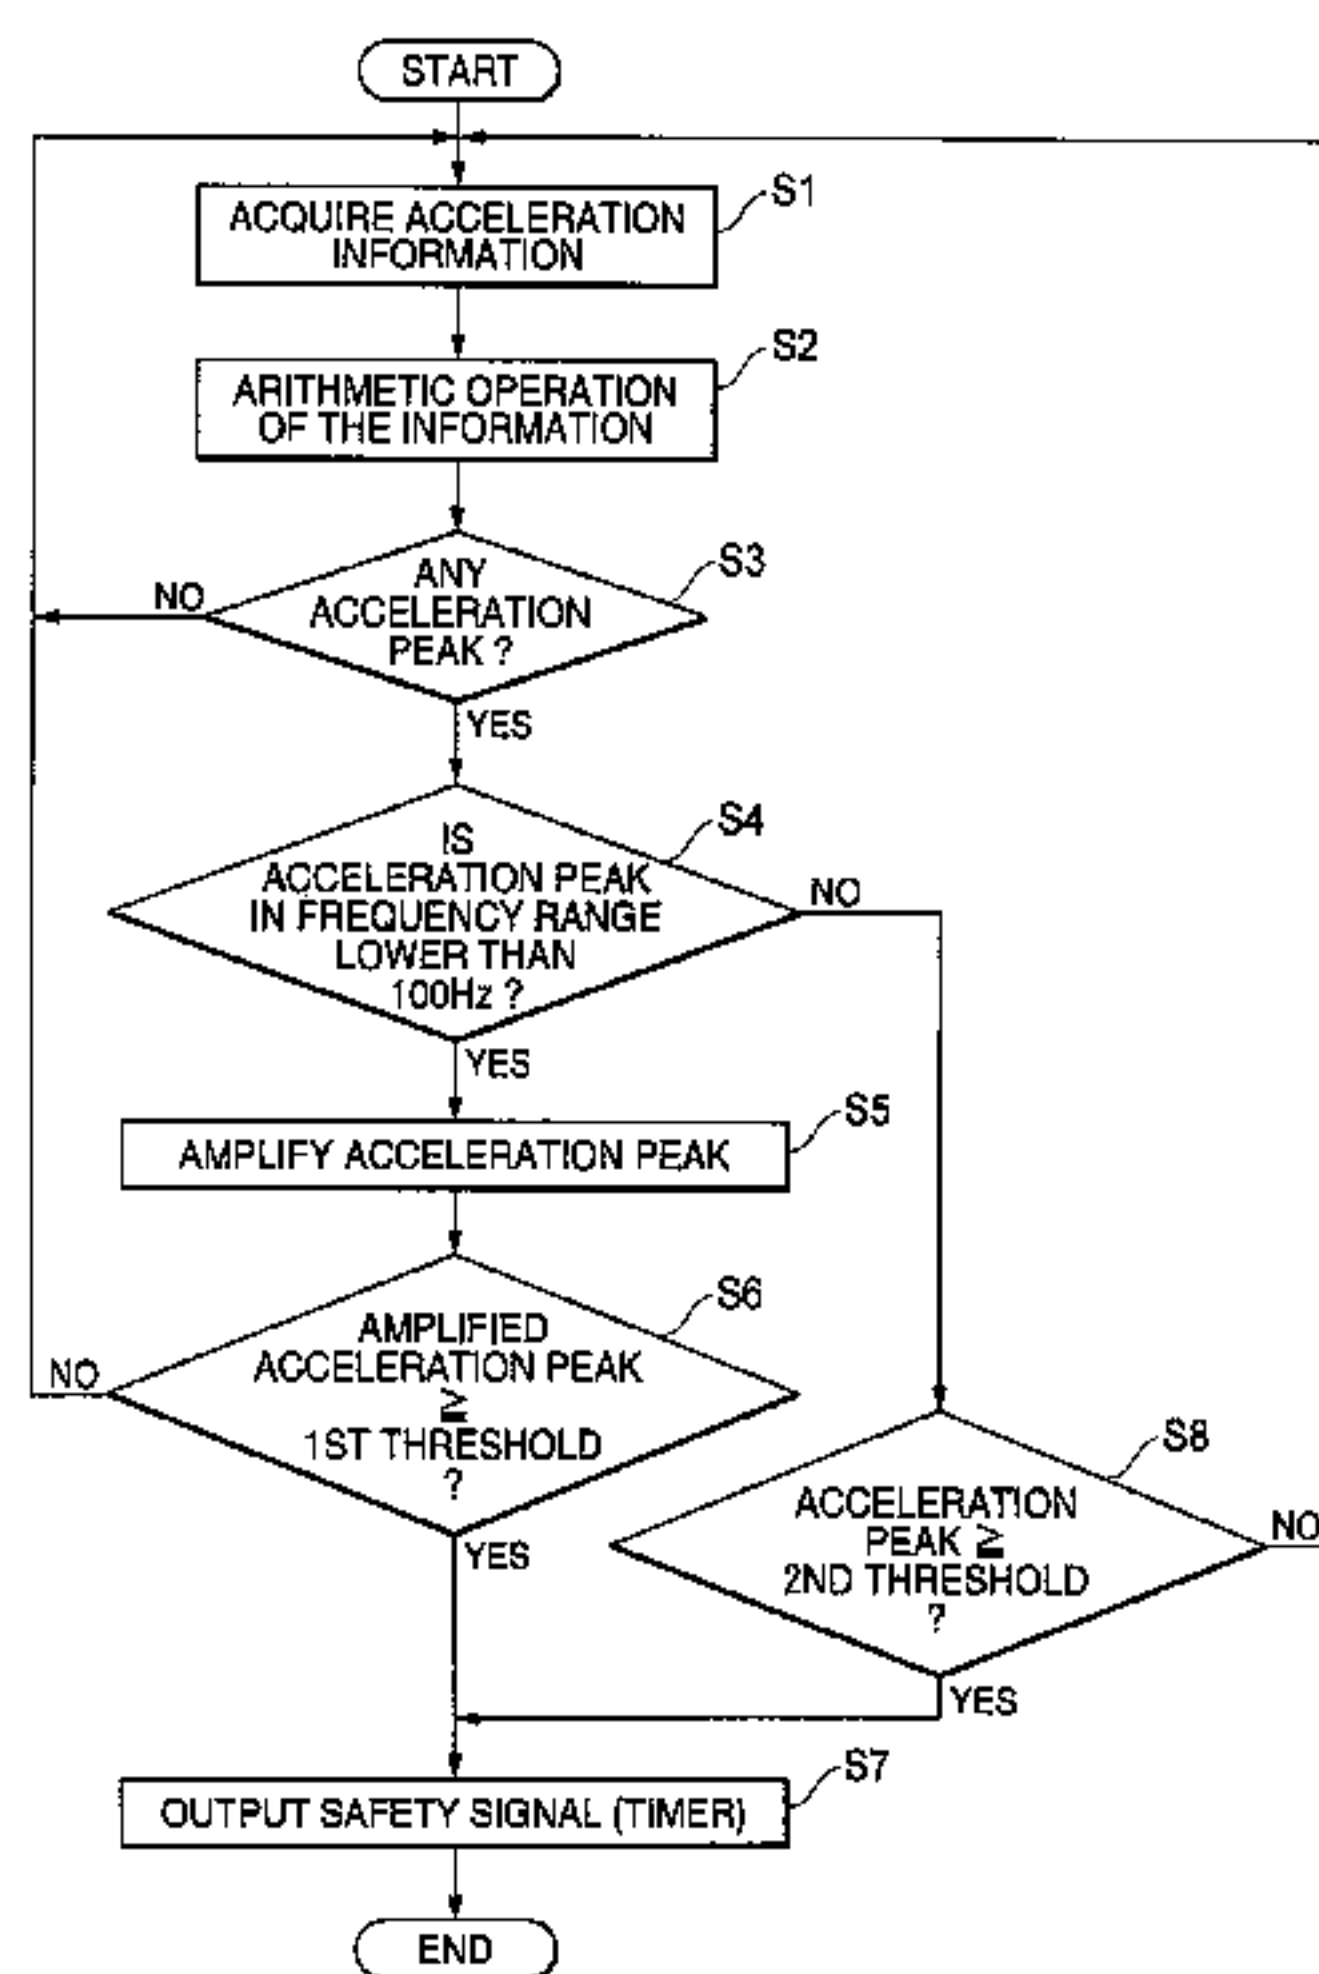 START
S1
ACQUIRE ACCELERATION
INFORMATION
S2
ARITHMETIC OPERATION
OF THE INFORMATION
S3
ANY
ACCELERATION
PEAK ?
NO
YES
S4
IS
ACCELERATION PEAK
IN FREQUENCY RANGE
LOWER THAN
100Hz ?
NO
YES
S5
AMPLIFY ACCELERATION PEAK
S6
AMPLIFIED
ACCELERATION PEAK
≧
1ST THRESHOLD
?
NO
YES
S8
ACCELERATION
PEAK ≧
2ND THRESHOLD
?
NO
YES
S7
OUTPUT SAFETY SIGNAL (TIMER)
END